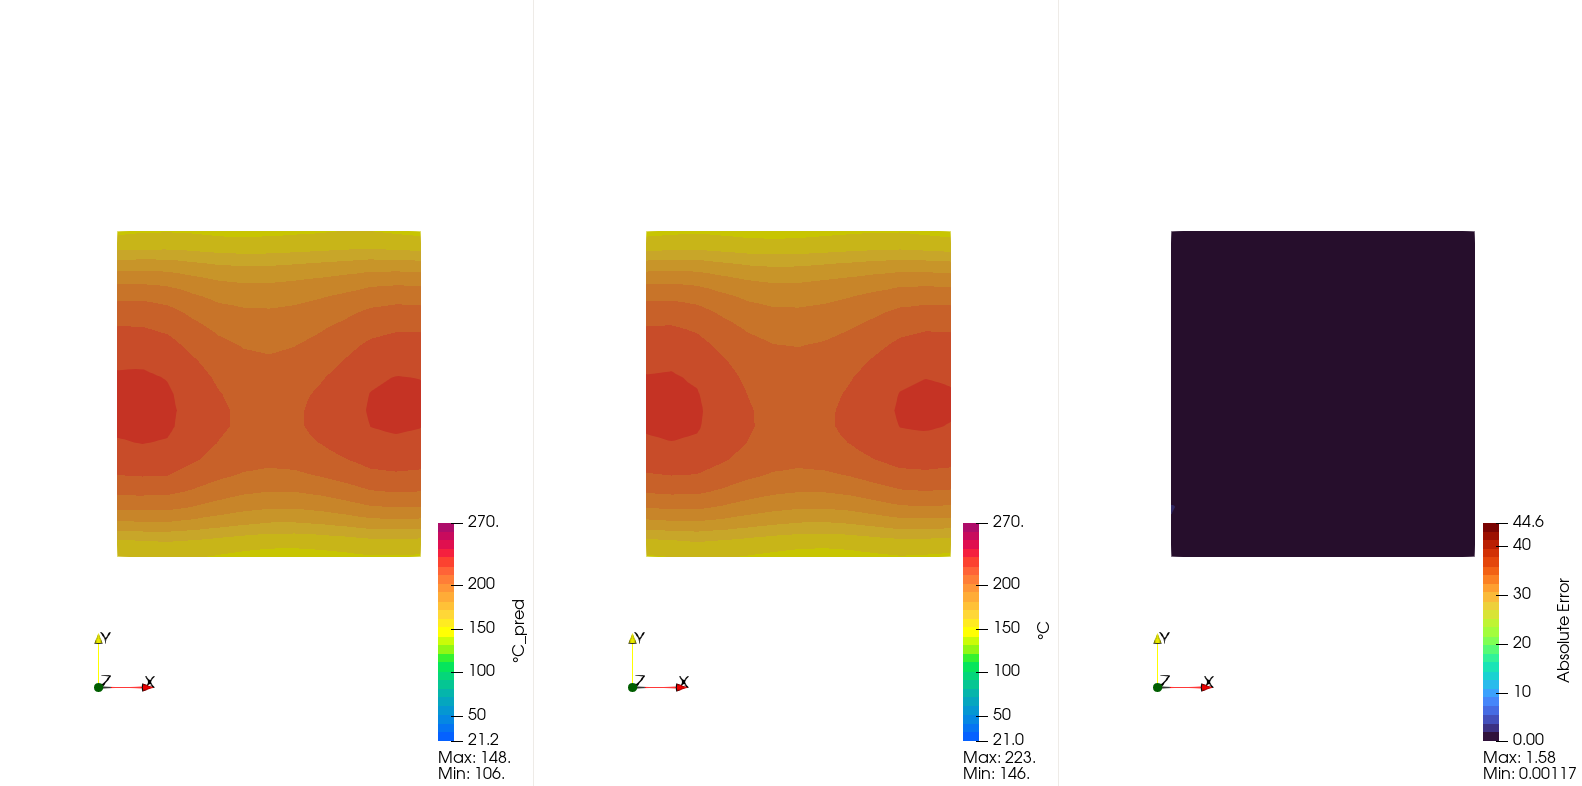 270.
200
150
100
50
21.2
°C_pred
Max: 148.
Min: 106.
Y
Z
X
270.
200
150
100
50
21.0
°C
Max: 223.
Min: 146.
Y
Z
X
44.6
40
30
20
10
0.00
Absolute Error
Max: 1.58
Min: 0.00117
Y
Z
X